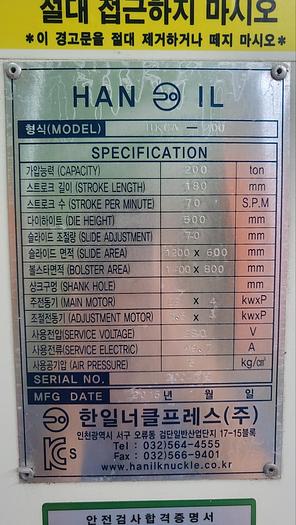 절대 접근하지 마시오
*이 경고문을 절대 제거하거나 떼지 마시오*
HAN IL
형식(MODEL) - 200
SPECIFICATION
가압능력 (CAPACITY) 200 ton
스트로크 길이 (STROKE LENGTH) 180 mm
스트로크 수 (STROKE PER MINUTE) 70 S.P.M
다이하이트 (DIE HEIGHT) 500 mm
슬라이드 조절량 (SLIDE ADJUSTMENT) 70 mm
슬라이드 면적 (SLIDE AREA) 1200 x 600 mm
볼스타면적 (BOLSTER AREA) x 800 mm
샹크구멍 (SHANK HOLE) mm
주전동기 (MAIN MOTOR) x 4 kwxP
조절전동기 (ADJUSTMENT MOTOR) x kwxP
사용전압(SERVICE VOLTAGE) V
사용전류(SERVICE ELECTRIC) A
사용공기압 (AIR PRESSURE) kg/㎠
SERIAL NO.
MFG DATE 년 월 일
한일너클프레스(주)
인천광역시 서구 오류동 검단일반산업단지 17-15블록
Tel : 032)564-4455
Fax : 032)566-9401
www.hanilknuckle.co.kr
안전검사합격증명서